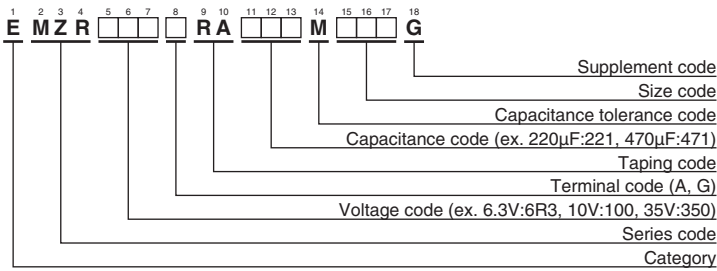 1 2 3 4 5 6 7 8 9 10 11 12 13 14 15 16 17 18
E M Z R □ □ □ □ R A □ □ □ M □ □ □ G
Supplement code
Size code
Capacitance tolerance code
Capacitance code (ex. 220µF:221, 470µF:471)
Taping code
Terminal code (A, G)
Voltage code (ex. 6.3V:6R3, 10V:100, 35V:350)
Series code
Category